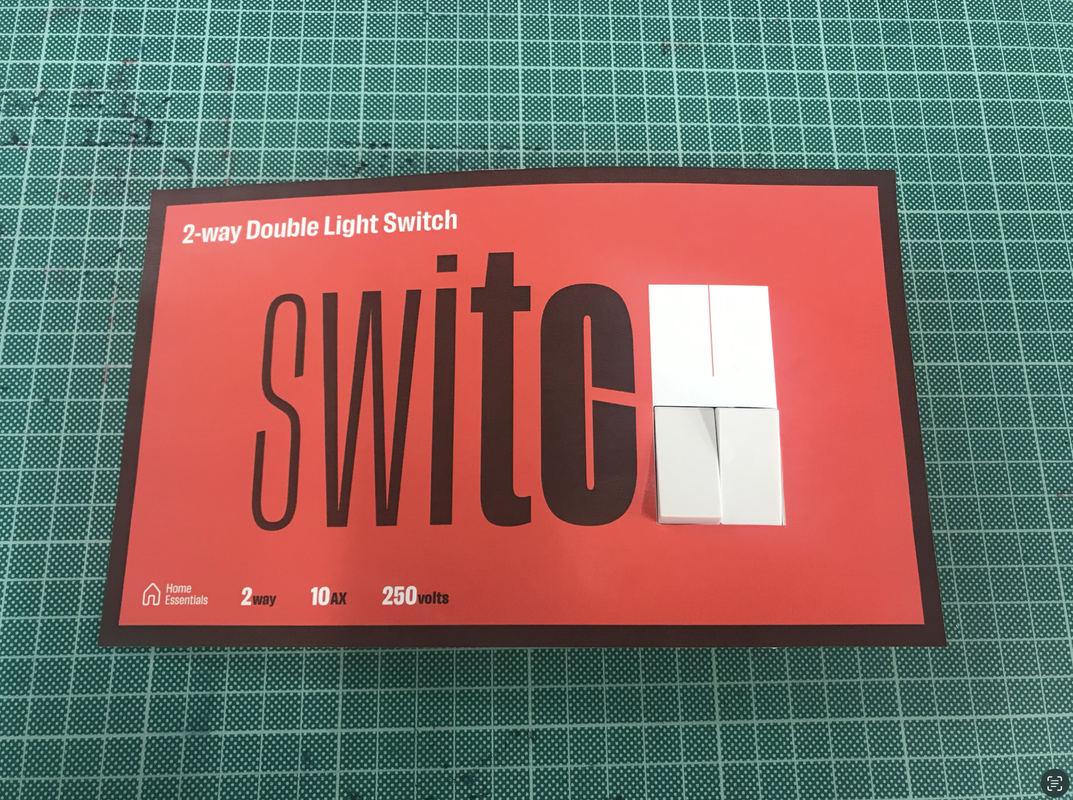 2-way Double Light Switch
switc
Home
Essentials
2way
10AX
250volts